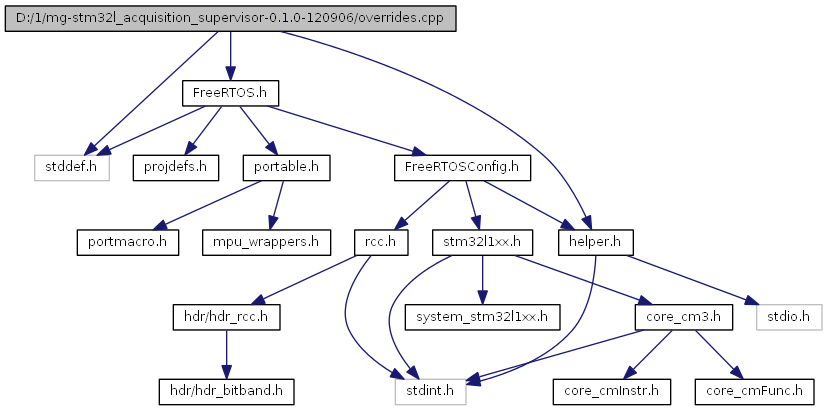 D:/1/mg-stm32l_acquisition_supervisor-0.1.0-120906/overrides.cpp
FreeRTOS.h
stddef.h
projdefs.h
portable.h
FreeRTOSConfig.h
portmacro.h
mpu_wrappers.h
rcc.h
stm32l1xx.h
helper.h
hdr/hdr_rcc.h
system_stm32l1xx.h
core_cm3.h
stdio.h
hdr/hdr_bitband.h
stdint.h
core_cmInstr.h
core_cmFunc.h